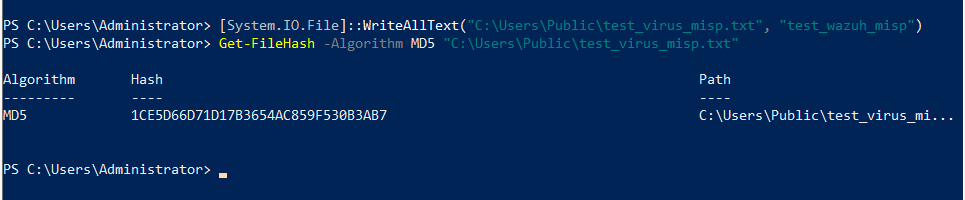 PS C:\Users\Administrator> [System.IO.File]::WriteAllText("C:\Users\Public\test_virus_misp.txt", "test_wazuh_misp")
PS C:\Users\Administrator> Get-FileHash -Algorithm MD5 "C:\Users\Public\test_virus_misp.txt"
Algorithm       Hash                                                                   Path
---------       ----                                                                   ----
MD5             1CE5D66D71D17B3654AC859F530B3AB7                                       C:\Users\Public\test_virus_mi...
PS C:\Users\Administrator> _